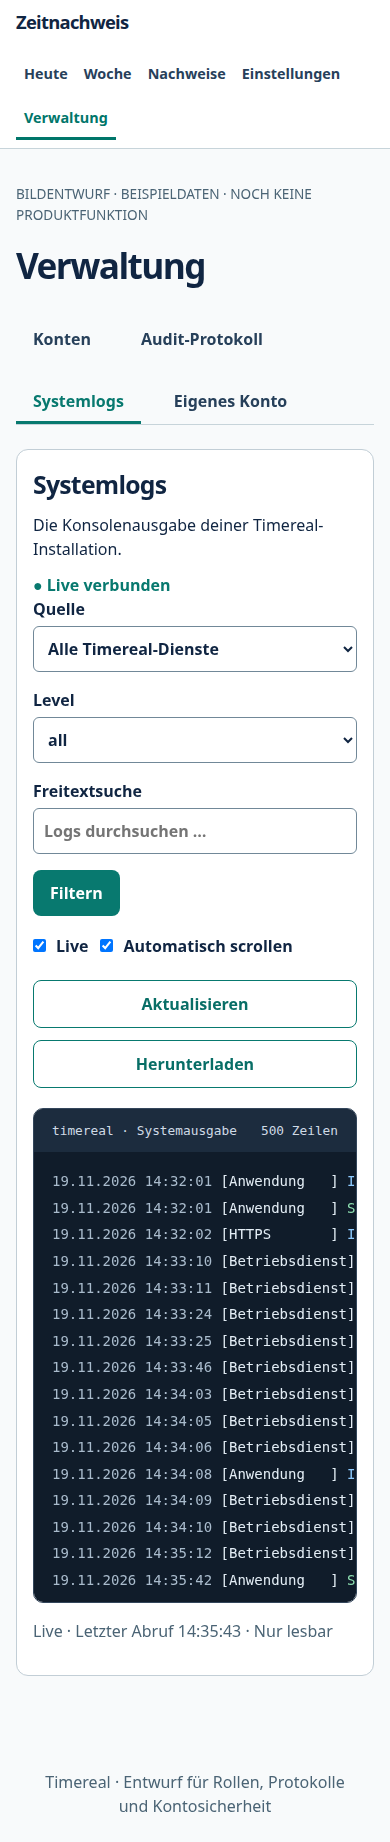 Zeitnachweis
Heute Woche Nachweise Einstellungen
Verwaltung
BILDENTWURF · BEISPIELDATEN · NOCH KEINE
PRODUKTFUNKTION
Verwaltung
Konten Audit-Protokoll
Systemlogs Eigenes Konto
Systemlogs
Die Konsolenausgabe deiner Timereal-
Installation.
● Live verbunden
Quelle
Alle Timereal-Dienste
Level
all
Freitextsuche
Logs durchsuchen …
Filtern
Live Automatisch scrollen
Aktualisieren
Herunterladen
timereal · Systemausgabe 500 Zeilen
19.11.2026 14:32:01 [Anwendung   ] I
19.11.2026 14:32:01 [Anwendung   ] S
19.11.2026 14:32:02 [HTTPS       ] I
19.11.2026 14:33:10 [Betriebsdienst]
19.11.2026 14:33:11 [Betriebsdienst]
19.11.2026 14:33:24 [Betriebsdienst]
19.11.2026 14:33:25 [Betriebsdienst]
19.11.2026 14:33:46 [Betriebsdienst]
19.11.2026 14:34:03 [Betriebsdienst]
19.11.2026 14:34:05 [Betriebsdienst]
19.11.2026 14:34:06 [Betriebsdienst]
19.11.2026 14:34:08 [Anwendung   ] I
19.11.2026 14:34:09 [Betriebsdienst]
19.11.2026 14:34:10 [Betriebsdienst]
19.11.2026 14:35:12 [Betriebsdienst]
19.11.2026 14:35:42 [Anwendung   ] S
Live · Letzter Abruf 14:35:43 · Nur lesbar
Timereal · Entwurf für Rollen, Protokolle
und Kontosicherheit